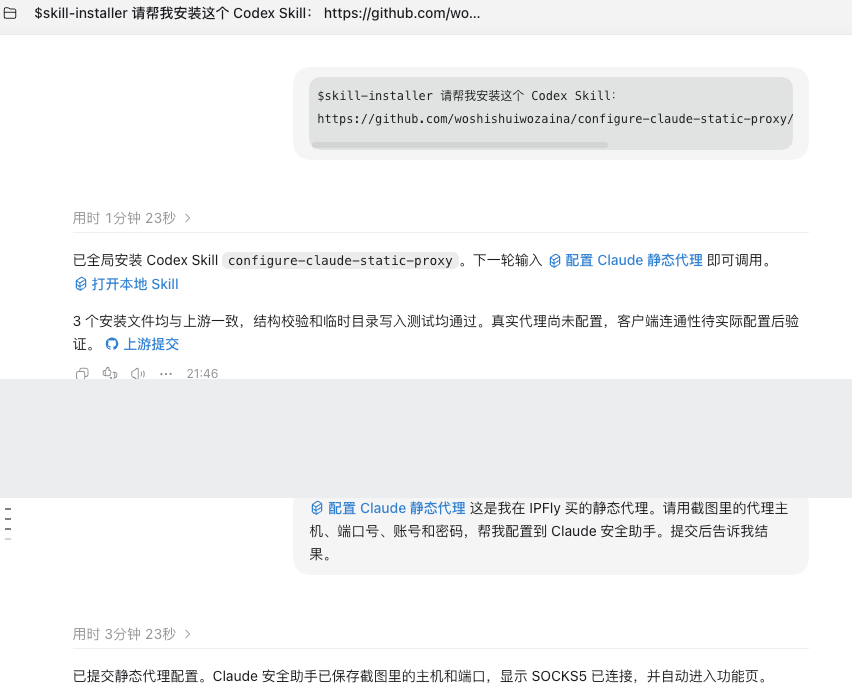 $skill-installer 请帮我安装这个 Codex Skill： https://github.com/wo...
$skill-installer 请帮我安装这个 Codex Skill：
https://github.com/woshishuiwozaina/configure-claude-static-proxy/
用时 1分钟 23秒
已全局安装 Codex Skill configure-claude-static-proxy。下一轮输入 配置 Claude 静态代理 即可调用。
打开本地 Skill
3 个安装文件均与上游一致，结构校验和临时目录写入测试均通过。真实代理尚未配置，客户端连通性待实际配置后验
证。 上游提交
21:46
配置 Claude 静态代理 这是我在 IPFly 买的静态代理。请用截图里的代理主
机、端口号、账号和密码，帮我配置到 Claude 安全助手。提交后告诉我结
果。
用时 3分钟 23秒
已提交静态代理配置。Claude 安全助手已保存截图里的主机和端口，显示 SOCKS5 已连接，并自动进入功能页。